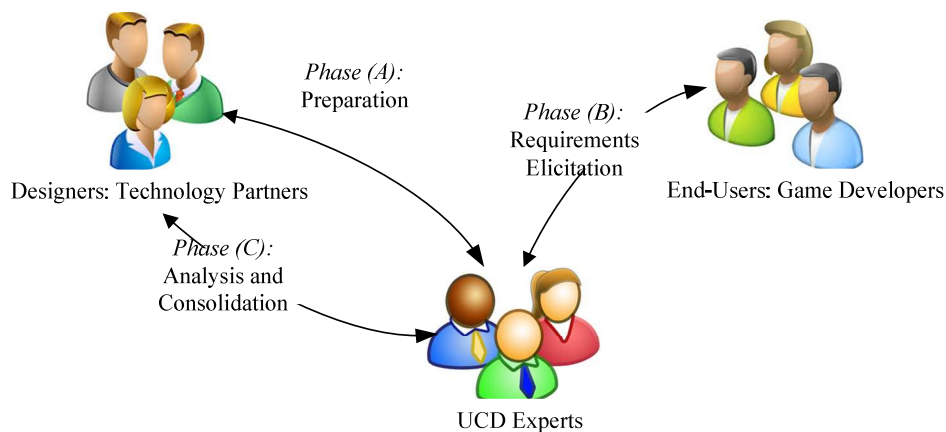 Phase (A):
Preparation
Phase (B):
Requirements
Elicitation
Designers: Technology Partners
End-Users: Game Developers
Phase (C):
Analysis and
Consolidation
UCD Experts